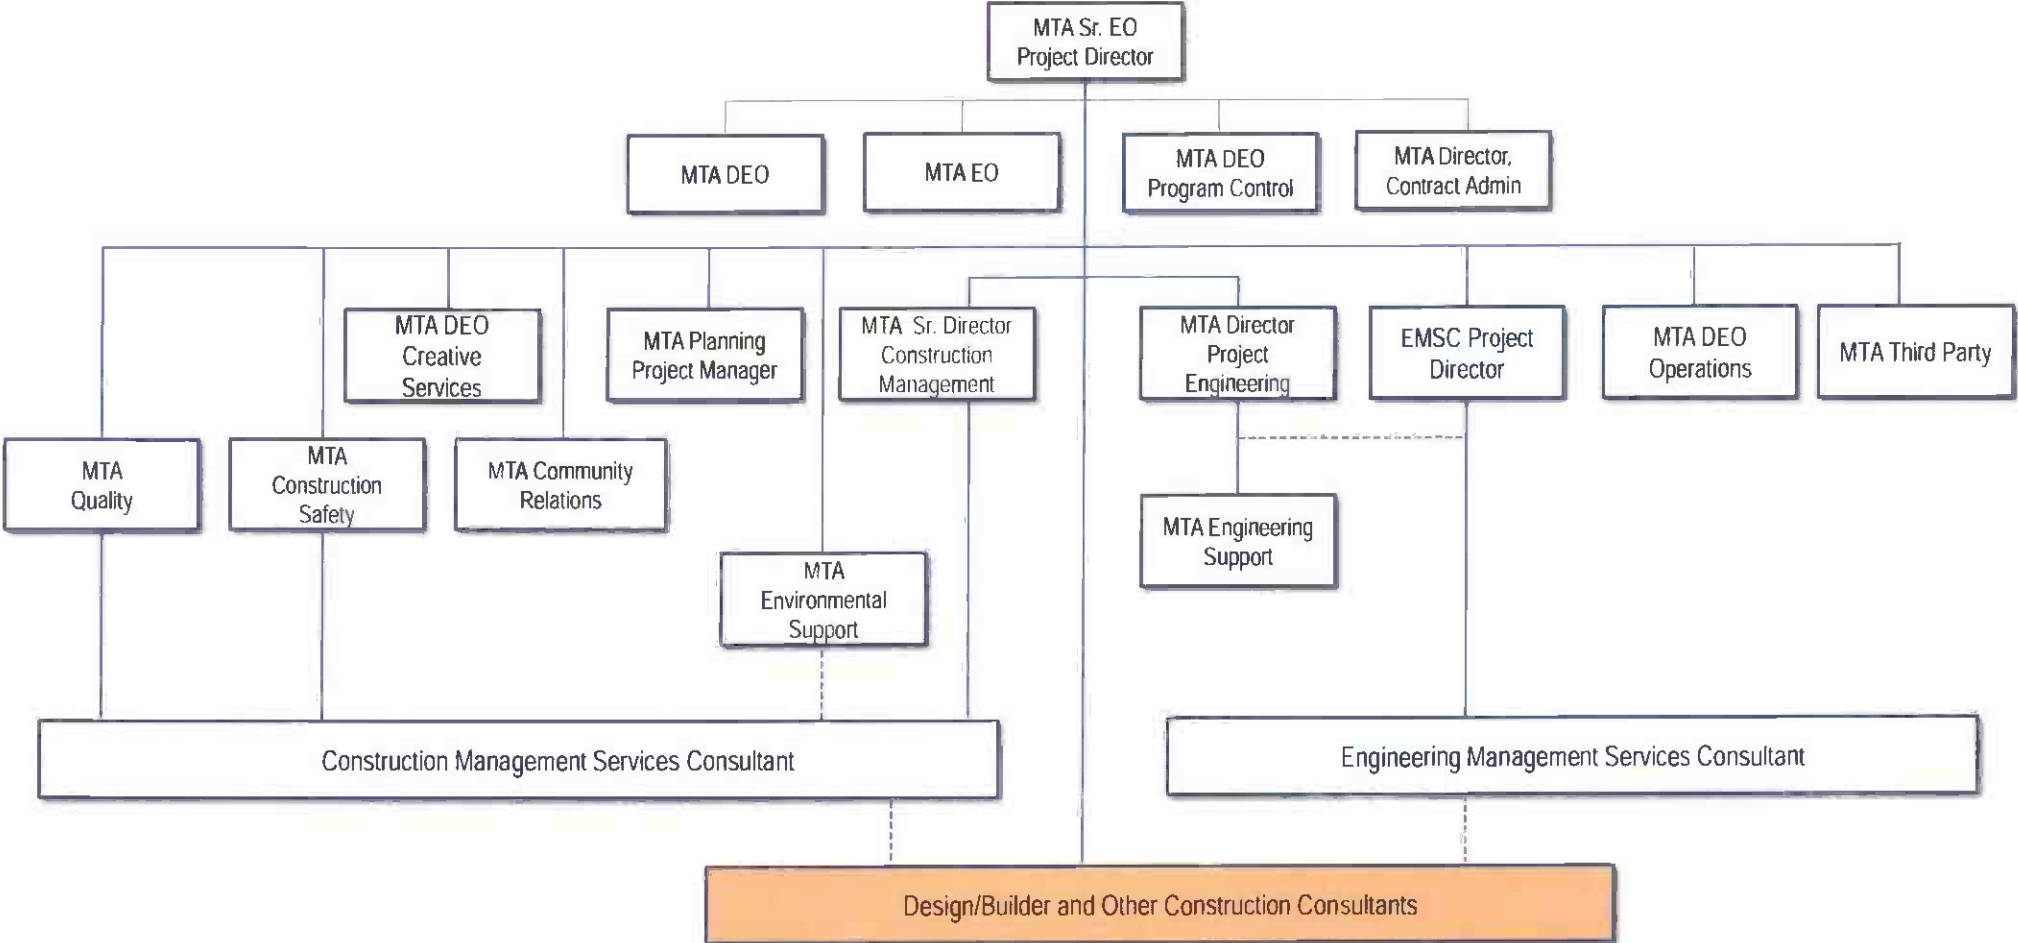 MTA Sr. EO
Project Director
MTA DEO
MTA EO
MTA DEO
Program Control
MTA Director,
Contract Admin
MTA DEO
Creative
Services
MTA Planning
Project Manager
MTA Sr. Director
Construction
Management
MTA Director
Project
Engineering
EMSC Project
Director
MTA DEO
Operations
MTA Third Party
MTA
Quality
MTA
Construction
Safety
MTA Community
Relations
MTA Engineering
Support
MTA
Environmental
Support
Construction Management Services Consultant
Engineering Management Services Consultant
Design/Builder and Other Construction Consultants